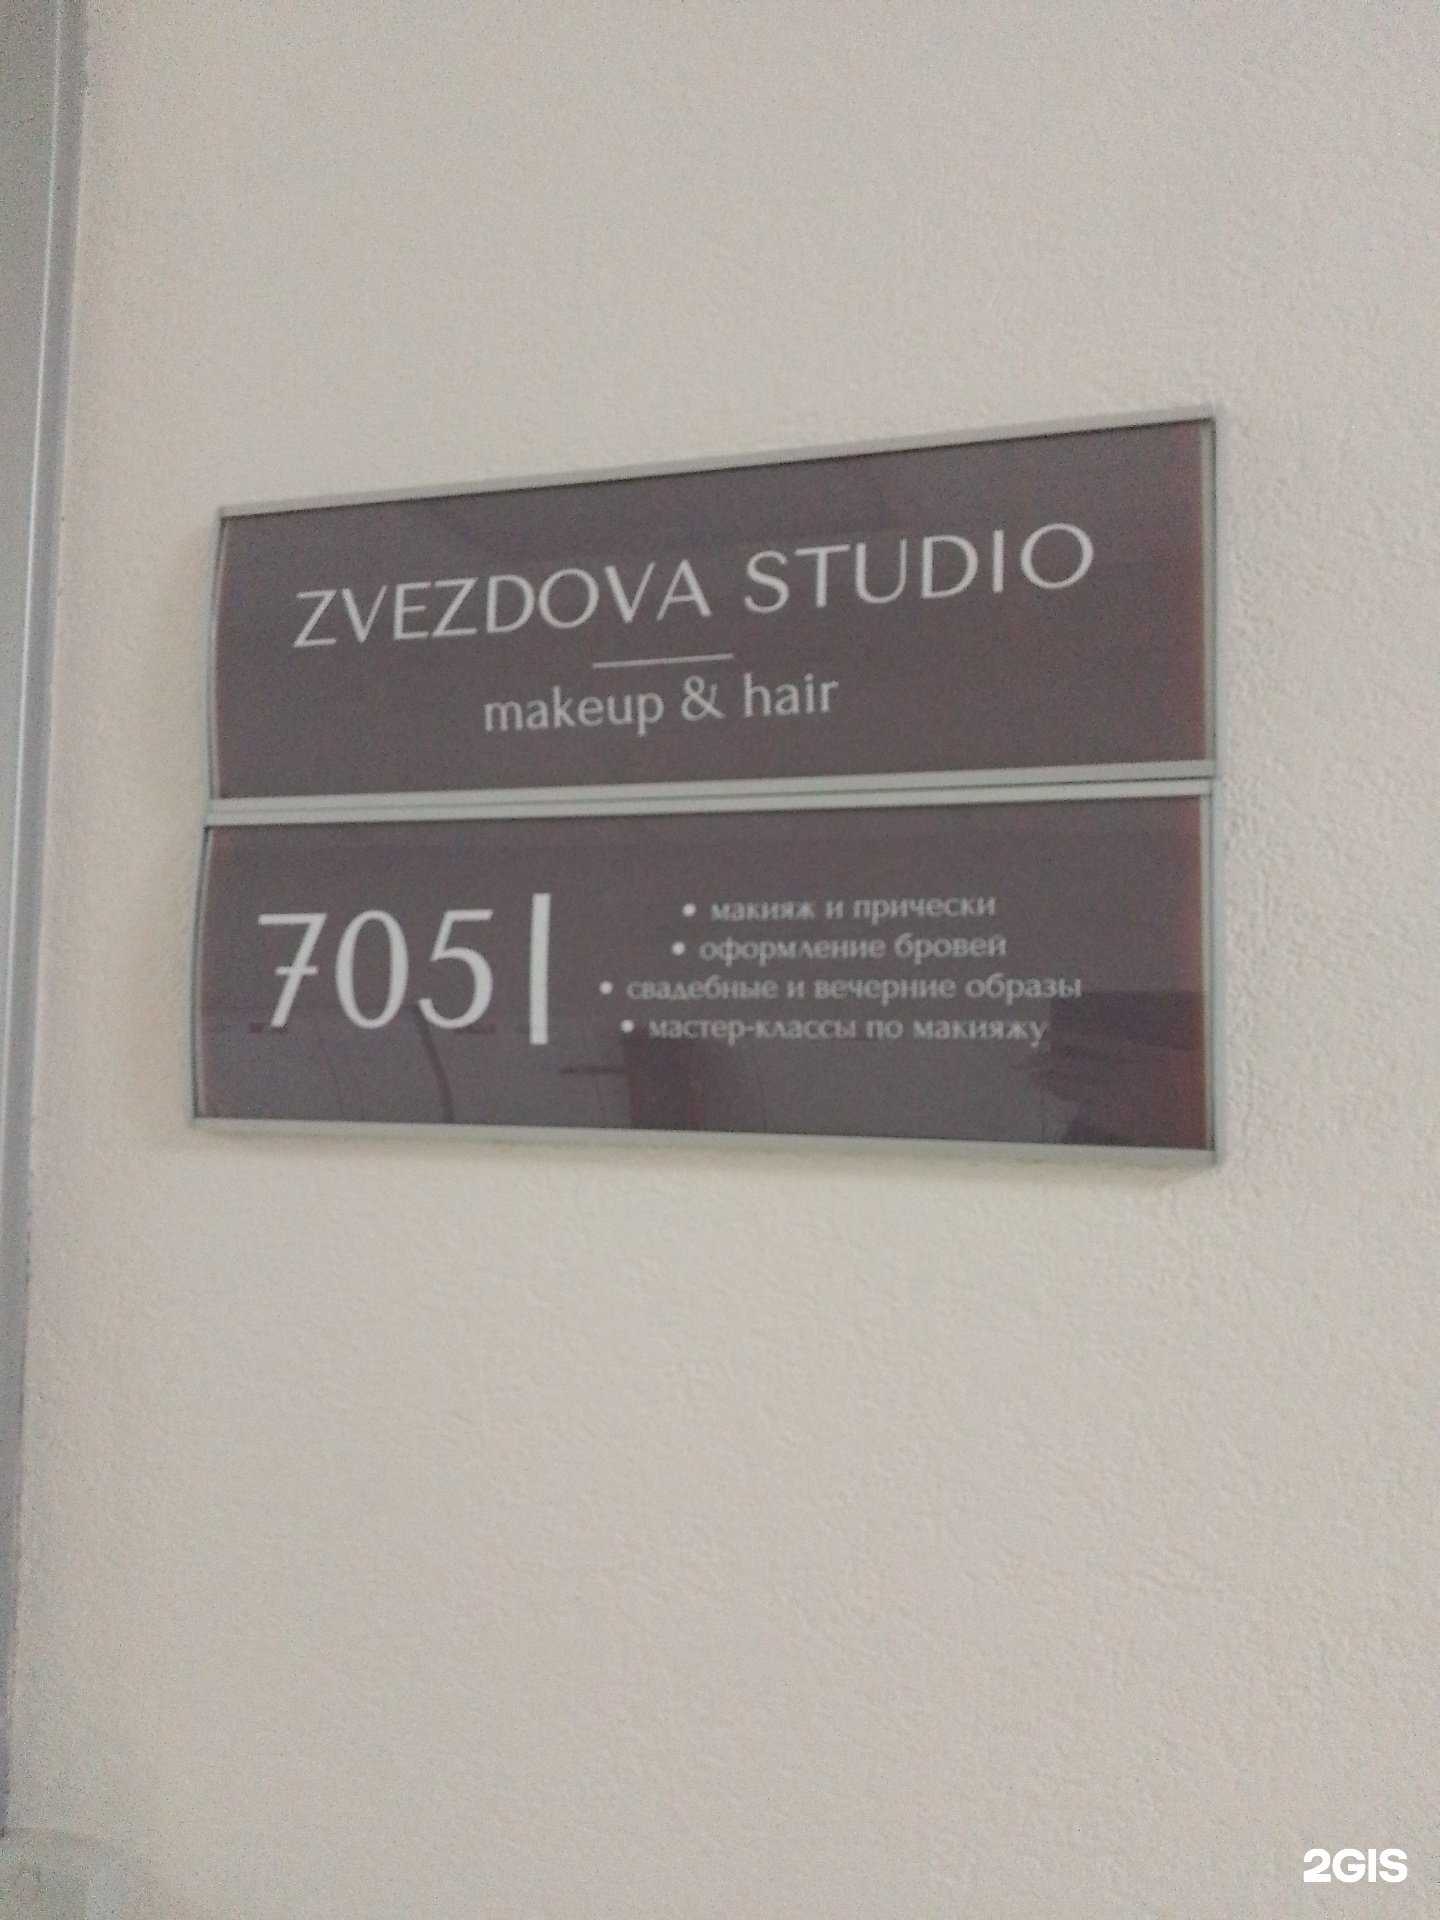 ZVEZDOVA STUDIO
makeup & hair
705
• макияж и прически
• оформление бровей
• свадебные и вечерние образы
• мастер-классы по макияжу
2GIS